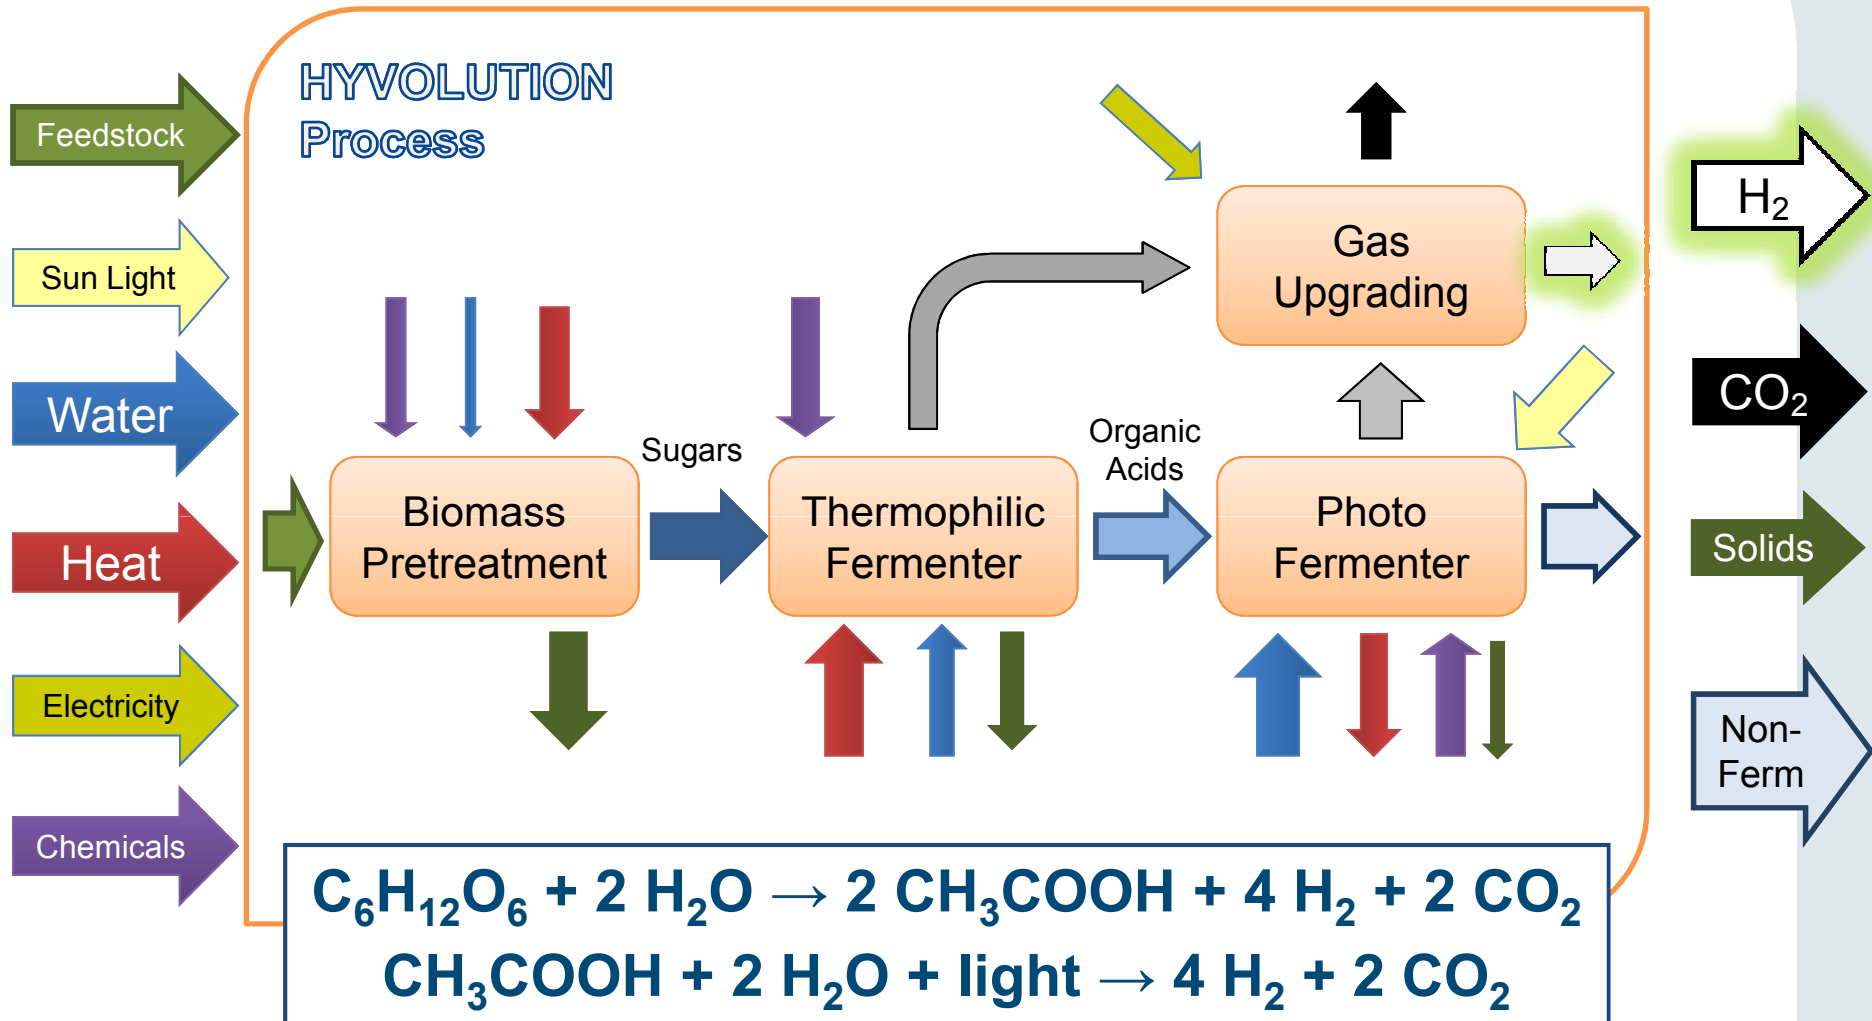 HYVOLUTION
Process
Feedstock
Sun Light
Water
Heat
Electricity
Chemicals
Gas
Upgrading
Sugars
Organic
Acids
Biomass
Pretreatment
Thermophilic
Fermenter
Photo
Fermenter
H₂
CO₂
Solids
Non-
Ferm
C₆H₁₂O₆ + 2 H₂O → 2 CH₃COOH + 4 H₂ + 2 CO₂
CH₃COOH + 2 H₂O + light → 4 H₂ + 2 CO₂